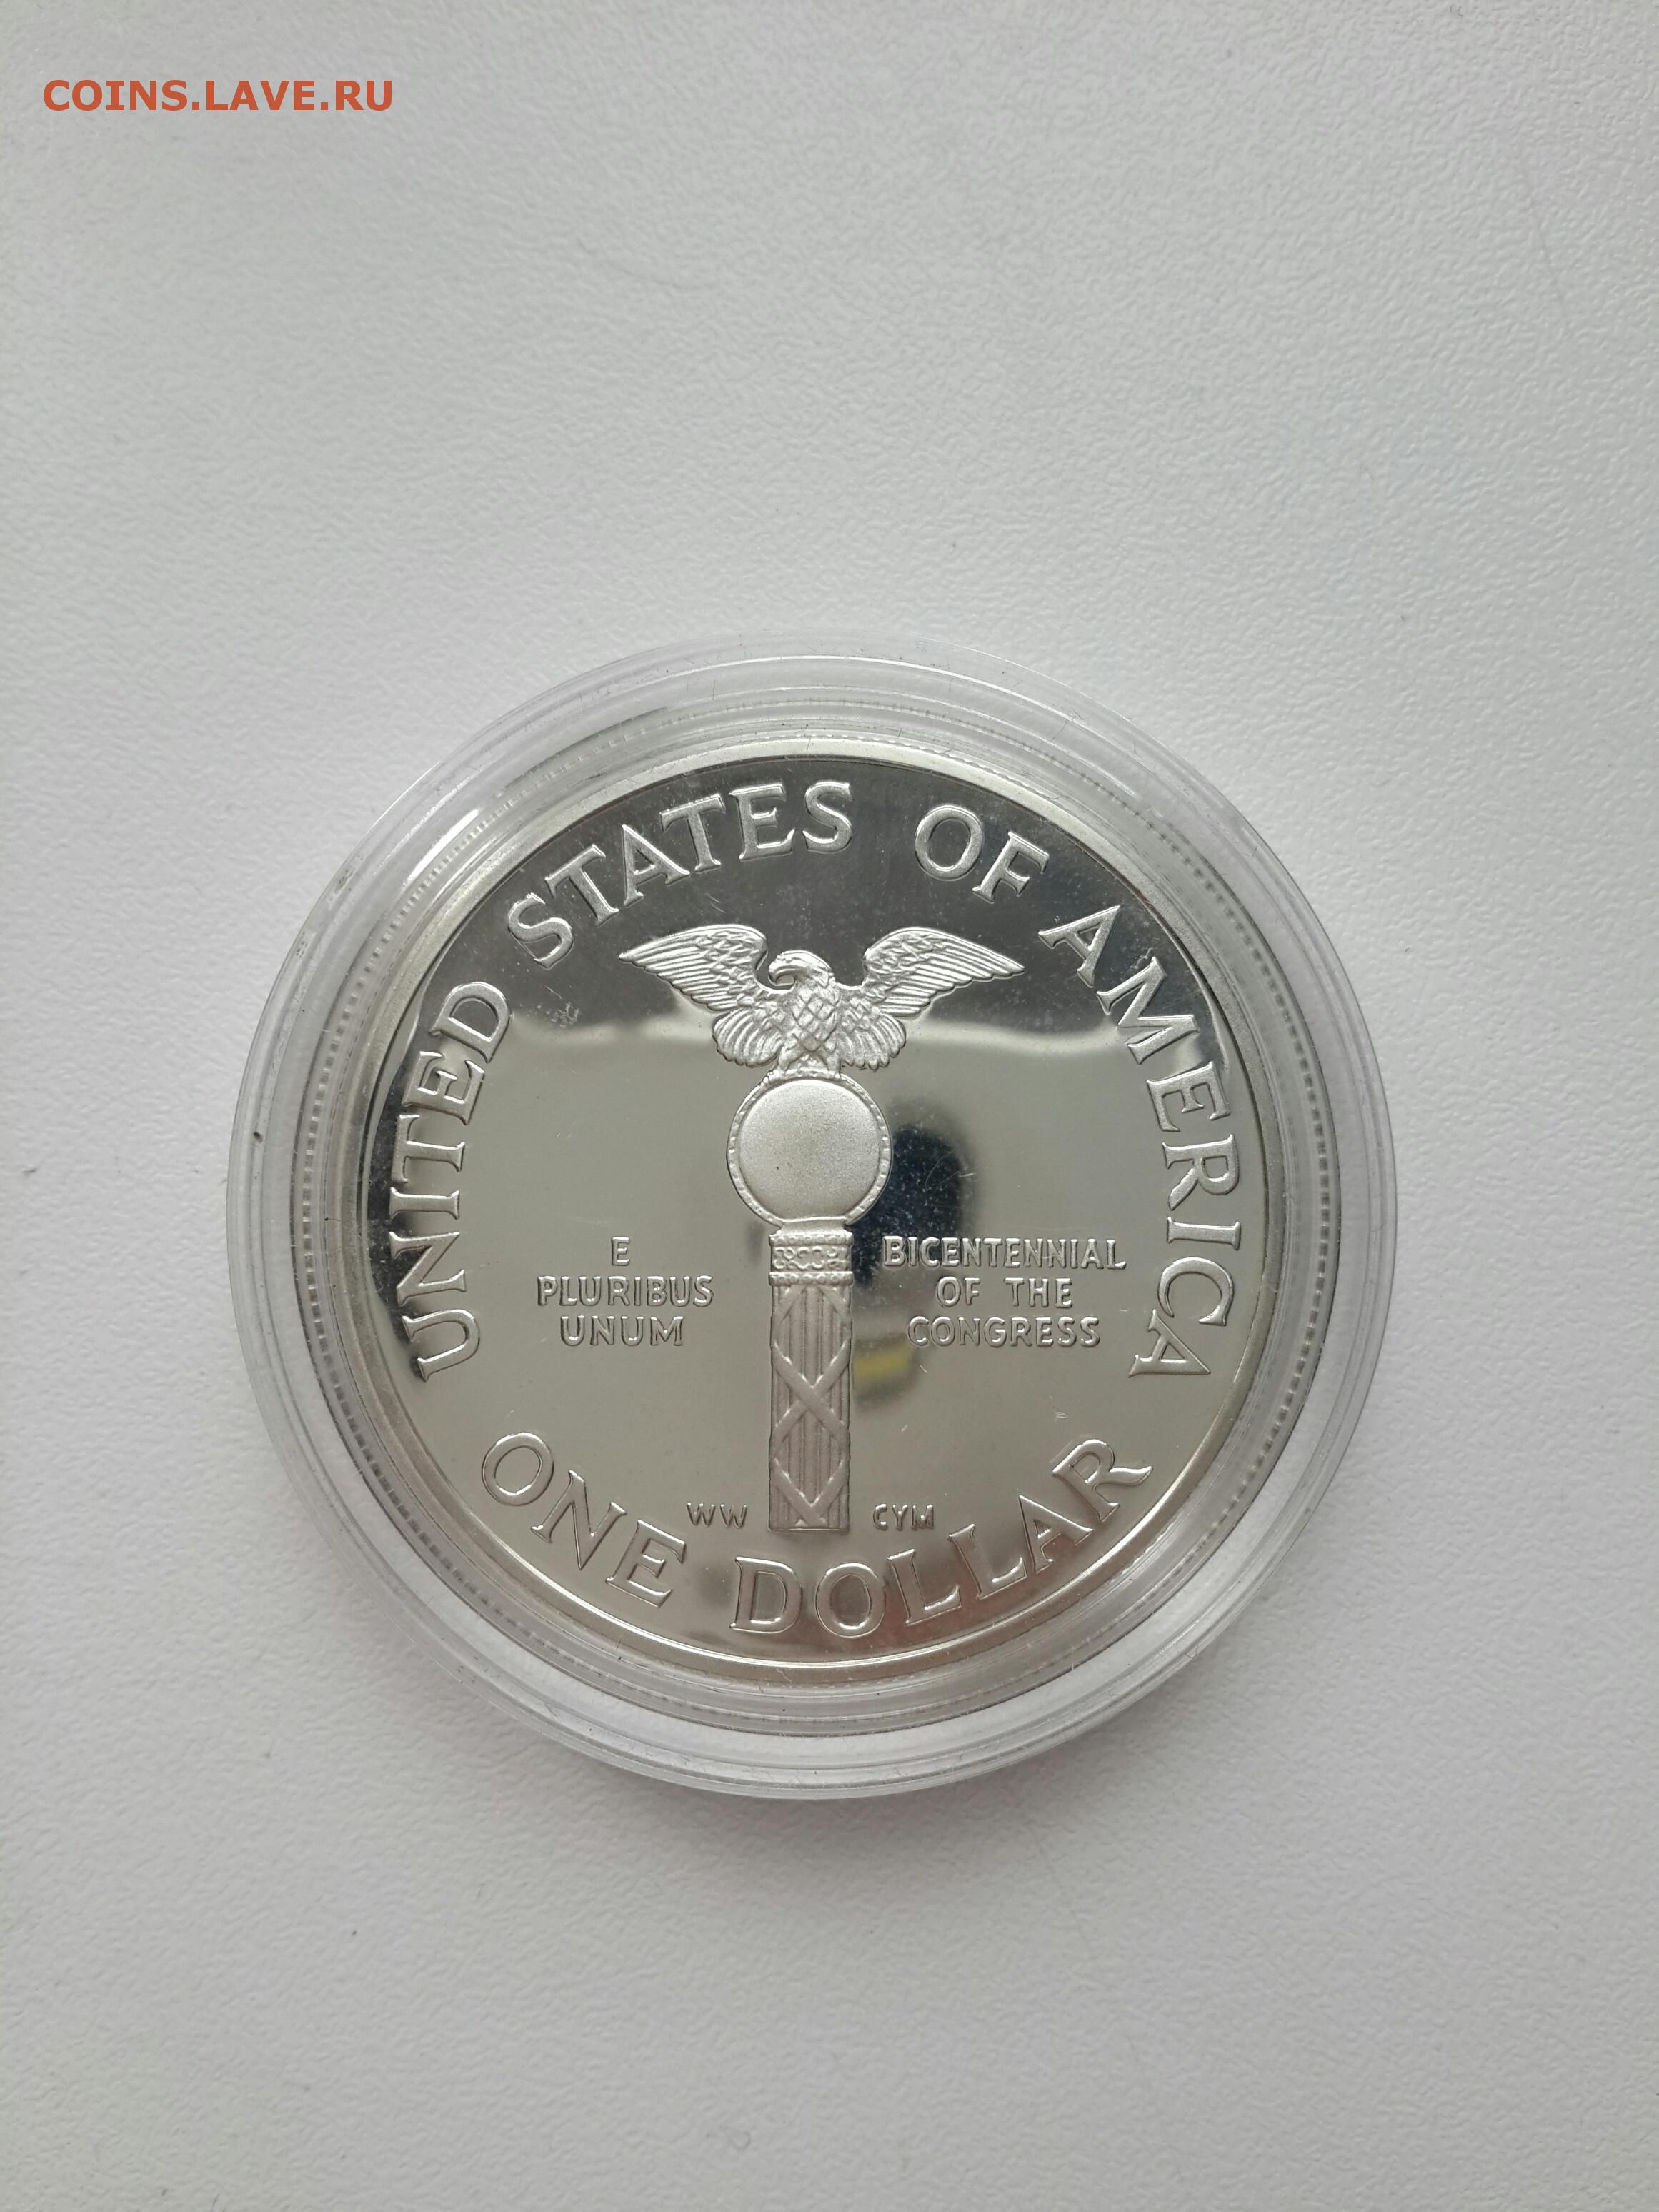 COINS.LAVE.RU
UNITED STATES OF AMERICA
E
PLURIBUS
UNUM
BICENTENNIAL
OF THE
CONGRESS
WW
CYM
ONE DOLLAR